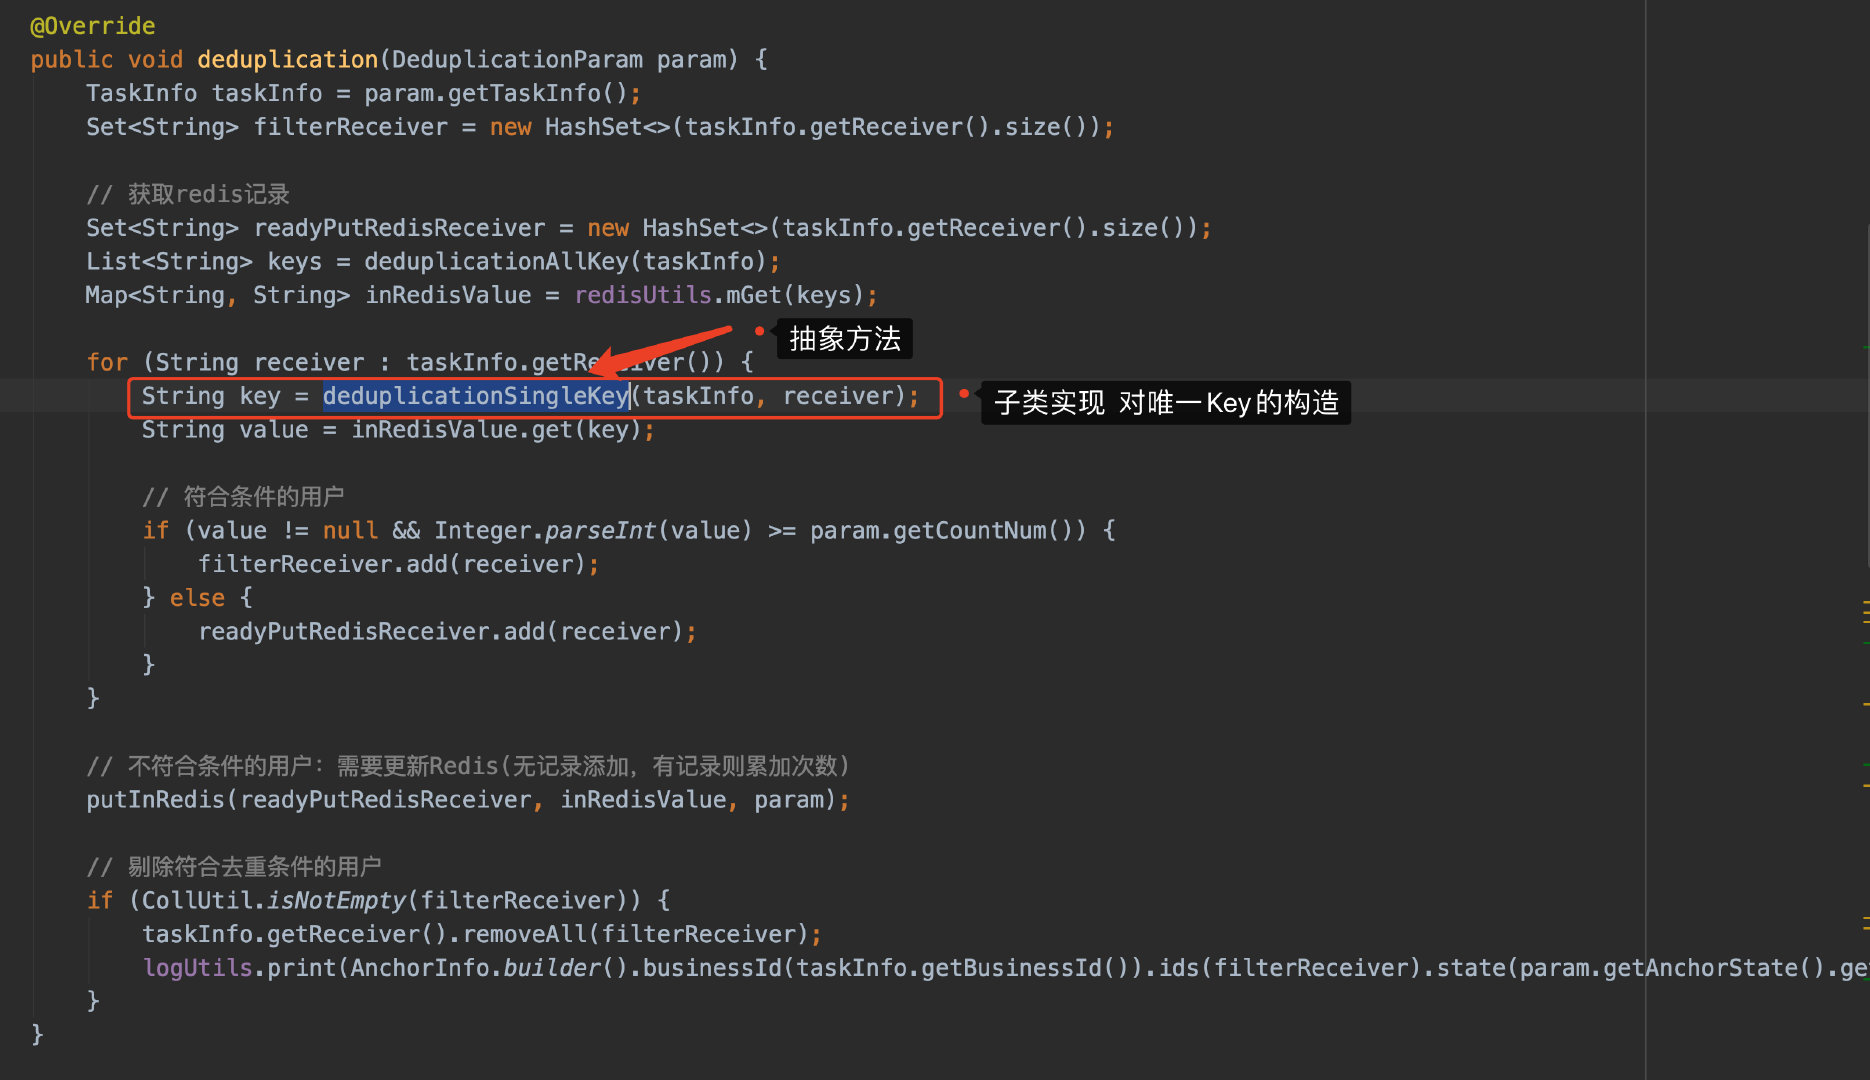 @Override
public void deduplication(DeduplicationParam param) {
TaskInfo taskInfo = param.getTaskInfo();
Set<String> filterReceiver = new HashSet<>(taskInfo.getReceiver().size());
// 获取redis记录
Set<String> readyPutRedisReceiver = new HashSet<>(taskInfo.getReceiver().size());
List<String> keys = deduplicationAllKey(taskInfo);
Map<String, String> inRedisValue = redisUtils.mGet(keys);
抽象方法
for (String receiver : taskInfo.getReceiver()) {
String key = deduplicationSingleKey(taskInfo, receiver);
子类实现 对唯一Key的构造
String value = inRedisValue.get(key);
// 符合条件的用户
if (value != null && Integer.parseInt(value) >= param.getCountNum()) {
filterReceiver.add(receiver);
} else {
readyPutRedisReceiver.add(receiver);
}
}
// 不符合条件的用户：需要更新Redis(无记录添加，有记录则累加次数)
putInRedis(readyPutRedisReceiver, inRedisValue, param);
// 剔除符合去重条件的用户
if (CollUtil.isNotEmpty(filterReceiver)) {
taskInfo.getReceiver().removeAll(filterReceiver);
logUtils.print(AnchorInfo.builder().businessId(taskInfo.getBusinessId()).ids(filterReceiver).state(param.getAnchorState().ge
}
}